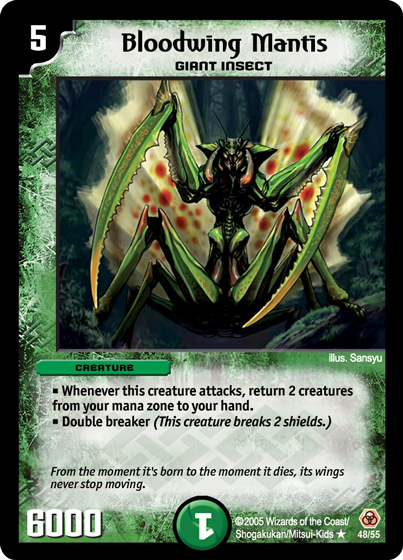 5
Bloodwing Mantis
GIANT INSECT
illus. Sansyu
CREATURE
▪ Whenever this creature attacks, return 2 creatures
from your mana zone to your hand.
▪ Double breaker (This creature breaks 2 shields.)
From the moment it's born to the moment it dies, its wings
never stop moving.
6000
©2005 Wizards of the Coast/
Shogakukan/Mitsui-Kids ★ 48/55